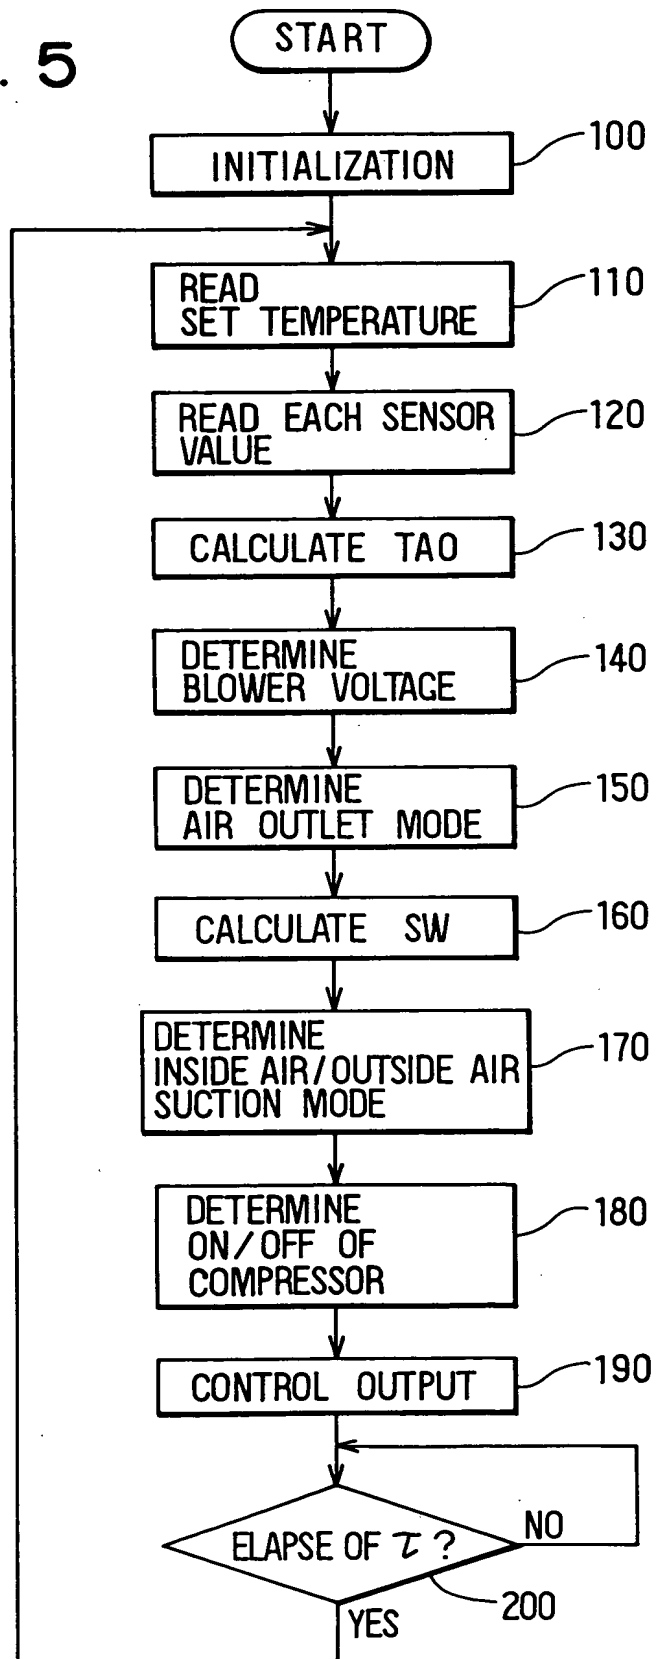 . 5
START
INITIALIZATION
100
READ
SET TEMPERATURE
110
READ EACH SENSOR
VALUE
120
CALCULATE TAO
130
DETERMINE
BLOWER VOLTAGE
140
DETERMINE
AIR OUTLET MODE
150
CALCULATE SW
160
DETERMINE
INSIDE AIR/OUTSIDE AIR
SUCTION MODE
170
DETERMINE
ON/OFF OF
COMPRESSOR
180
CONTROL OUTPUT
190
ELAPSE OF τ ?
NO
200
YES